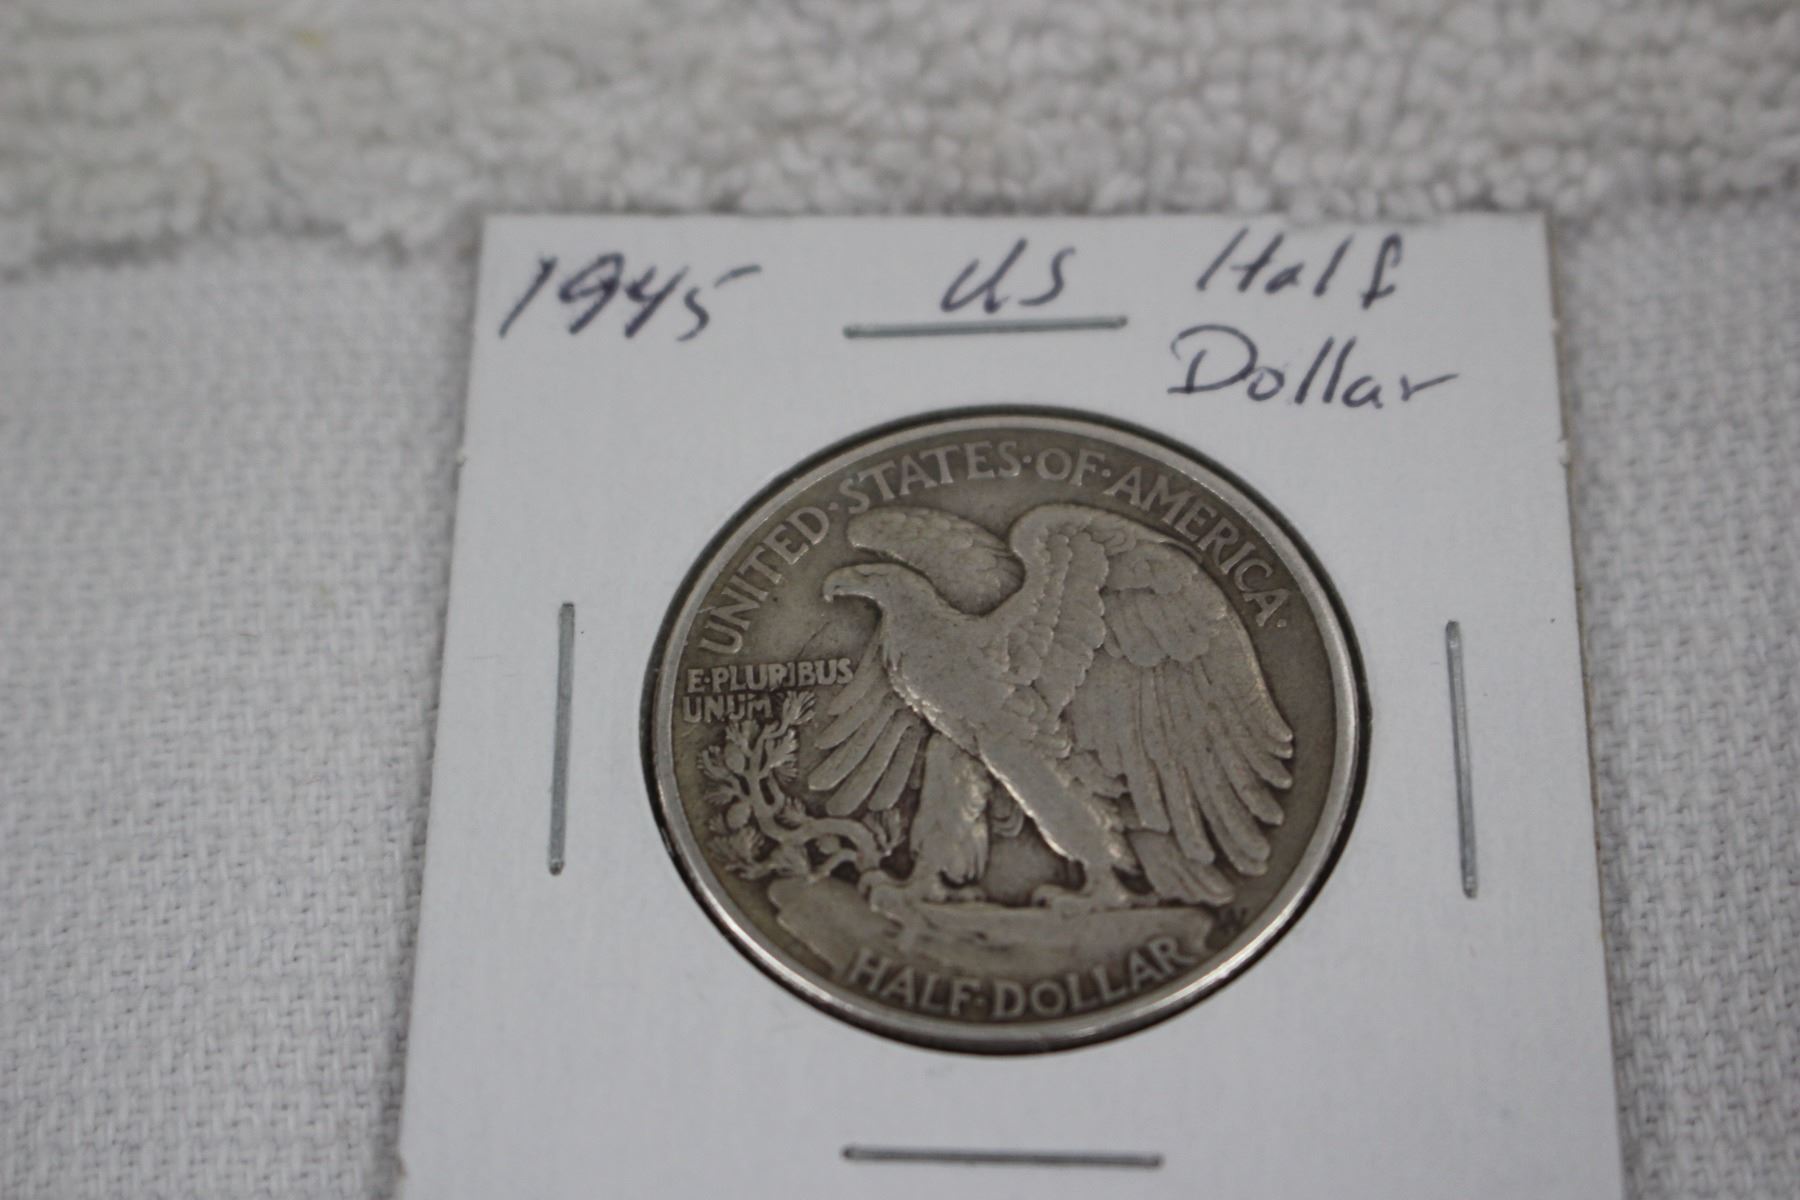 1945 US Half
Dollar
UNITED·STATES·OF·AMERICA·
E·PLURIBUS
UNUM
HALF·DOLLAR